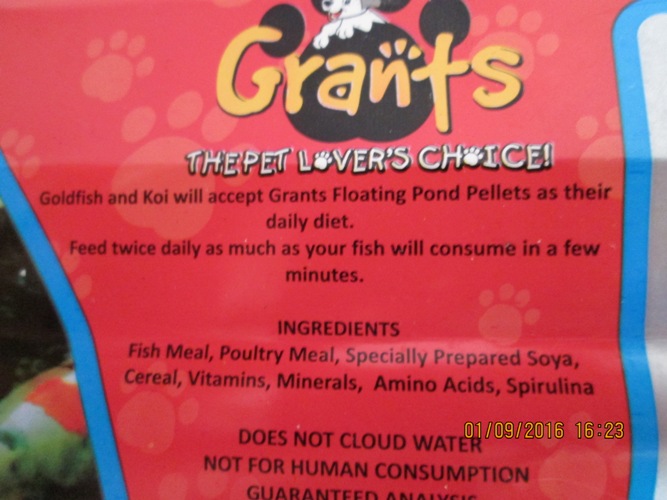 Grants
THE PET LOVER'S CHOICE!
Goldfish and Koi will accept Grants Floating Pond Pellets as their
daily diet.
Feed twice daily as much as your fish will consume in a few
minutes.
INGREDIENTS
Fish Meal, Poultry Meal, Specially Prepared Soya,
Cereal, Vitamins, Minerals, Amino Acids, Spirulina
01/09/2016 16:23
DOES NOT CLOUD WATER
NOT FOR HUMAN CONSUMPTION
GUARANTEED ANALYSIS